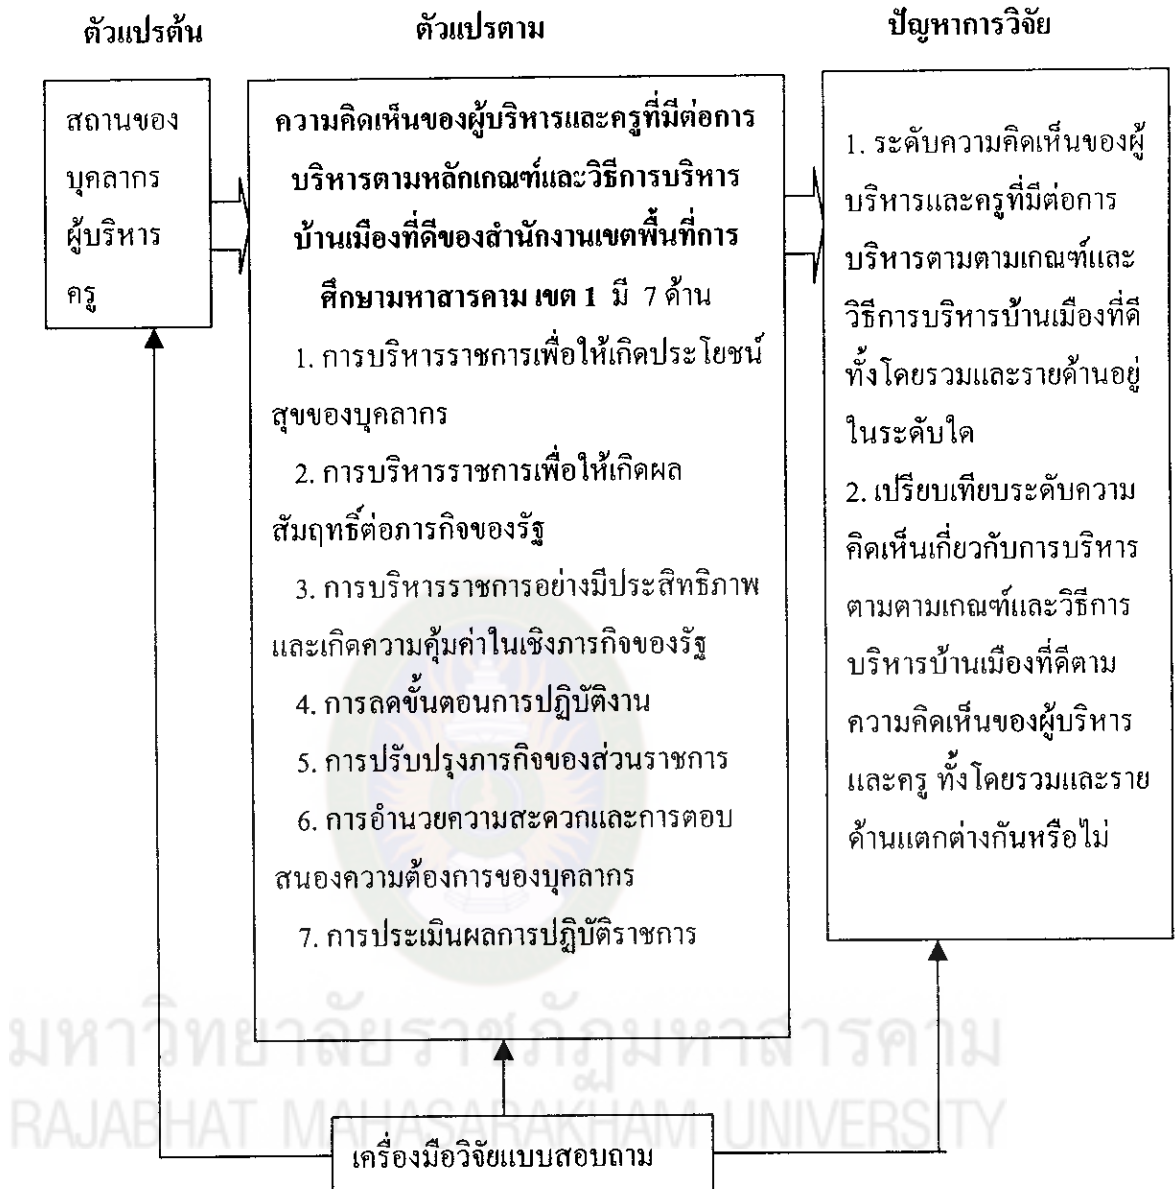 ตัวแปรต้น
ตัวแปรตาม
ปัญหาการวิจัย
สถานของ
บุคลากร
ผู้บริหาร
ครู
ความคิดเห็นของผู้บริหารและครูที่มีต่อการ
บริหารตามหลักเกณฑ์และวิธีการบริหาร
บ้านเมืองที่ดีของสำนักงานเขตพื้นที่การ
ศึกษามหาสารคาม เขต 1 มี 7 ด้าน
1. การบริหารราชการเพื่อให้เกิดประโยชน์
สุขของบุคลากร
2. การบริหารราชการเพื่อให้เกิดผล
สัมฤทธิ์ต่อภารกิจของรัฐ
3. การบริหารราชการอย่างมีประสิทธิภาพ
และเกิดความคุ้มค่าในเชิงภารกิจของรัฐ
4. การลดขั้นตอนการปฏิบัติงาน
5. การปรับปรุงภารกิจของส่วนราชการ
6. การอำนวยความสะดวกและการตอบ
สนองความต้องการของบุคลากร
7. การประเมินผลการปฏิบัติราชการ
1. ระดับความคิดเห็นของผู้
บริหารและครูที่มีต่อการ
บริหารตามตามเกณฑ์และ
วิธีการบริหารบ้านเมืองที่ดี
ทั้งโดยรวมและรายด้านอยู่
ในระดับใด
2. เปรียบเทียบระดับความ
คิดเห็นเกี่ยวกับการบริหาร
ตามตามเกณฑ์และวิธีการ
บริหารบ้านเมืองที่ดีตาม
ความคิดเห็นของผู้บริหาร
และครู ทั้งโดยรวมและราย
ด้านแตกต่างกันหรือไม่
มหาวิทยาลัยราชภัฏมหาสารคาม
RAJABHAT MAHASARAKHAM UNIVERSITY
เครื่องมือวิจัยแบบสอบถาม